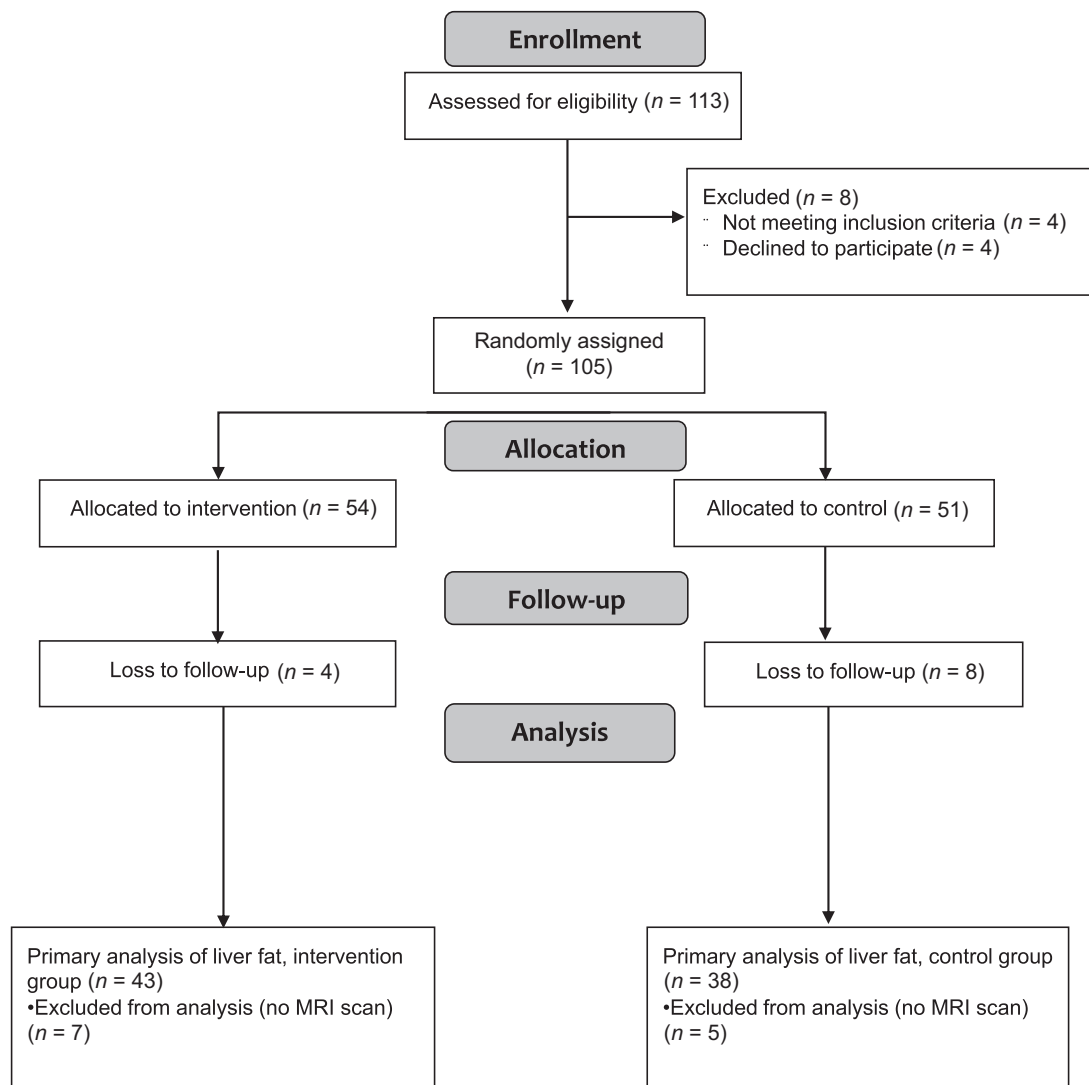 Enrollment
Assessed for eligibility (n = 113)
Excluded (n = 8)
¨ Not meeting inclusion criteria (n = 4)
¨ Declined to participate (n = 4)
Randomly assigned
(n = 105)
Allocation
Allocated to intervention (n = 54)
Allocated to control (n = 51)
Follow-up
Loss to follow-up (n = 4)
Loss to follow-up (n = 8)
Analysis
Primary analysis of liver fat, intervention
group (n = 43)
•Excluded from analysis (no MRI scan)
(n = 7)
Primary analysis of liver fat, control group
(n = 38)
•Excluded from analysis (no MRI scan)
(n = 5)